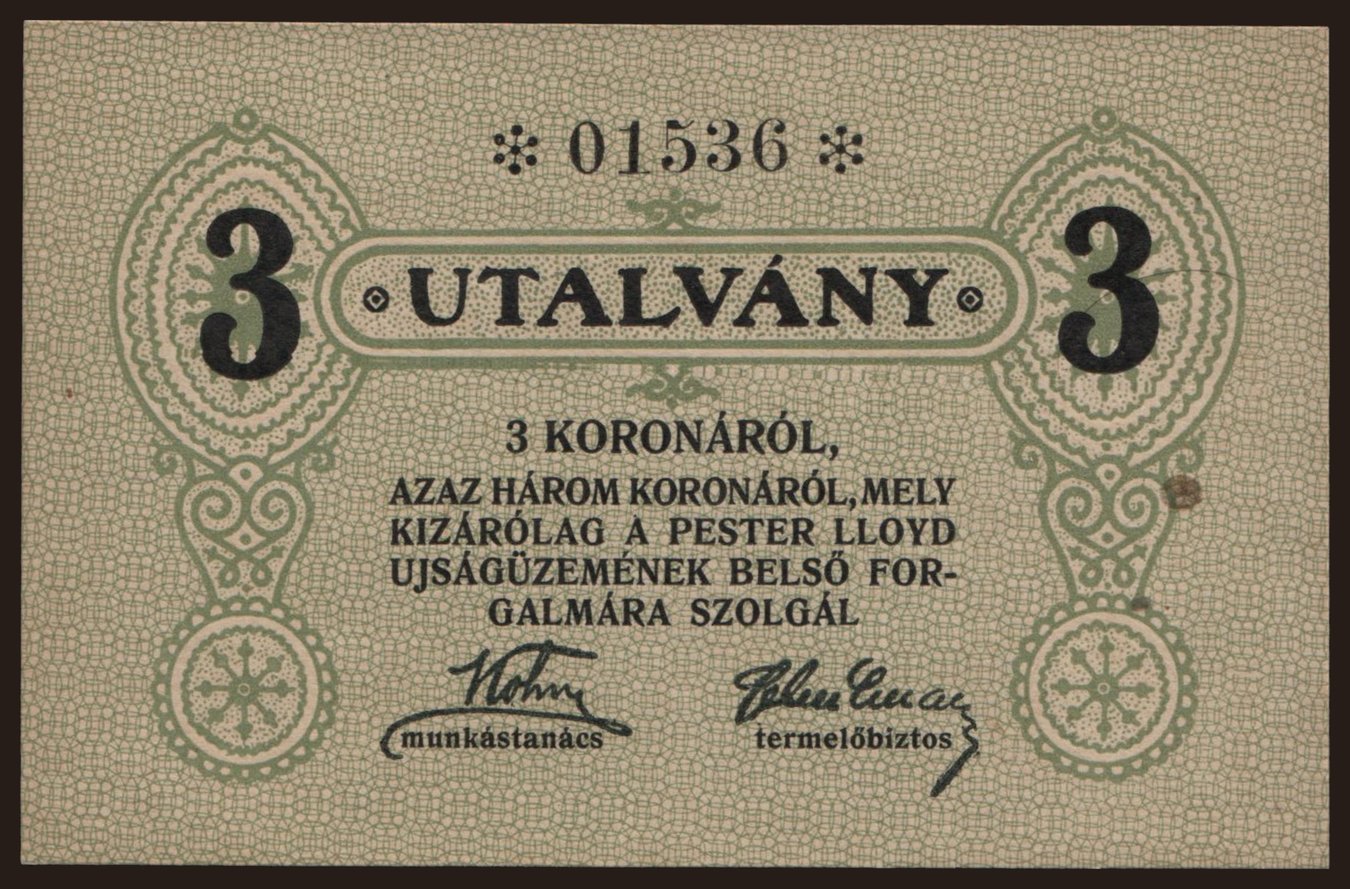 * 01536 *
3 UTALVÁNY 3
3 KORONÁRÓL,
AZAZ HÁROM KORONÁRÓL, MELY
KIZÁRÓLAG A PESTER LLOYD
UJSÁGÜZEMÉNEK BELSŐ FOR-
GALMÁRA SZOLGÁL
munkástanács termelőbiztos